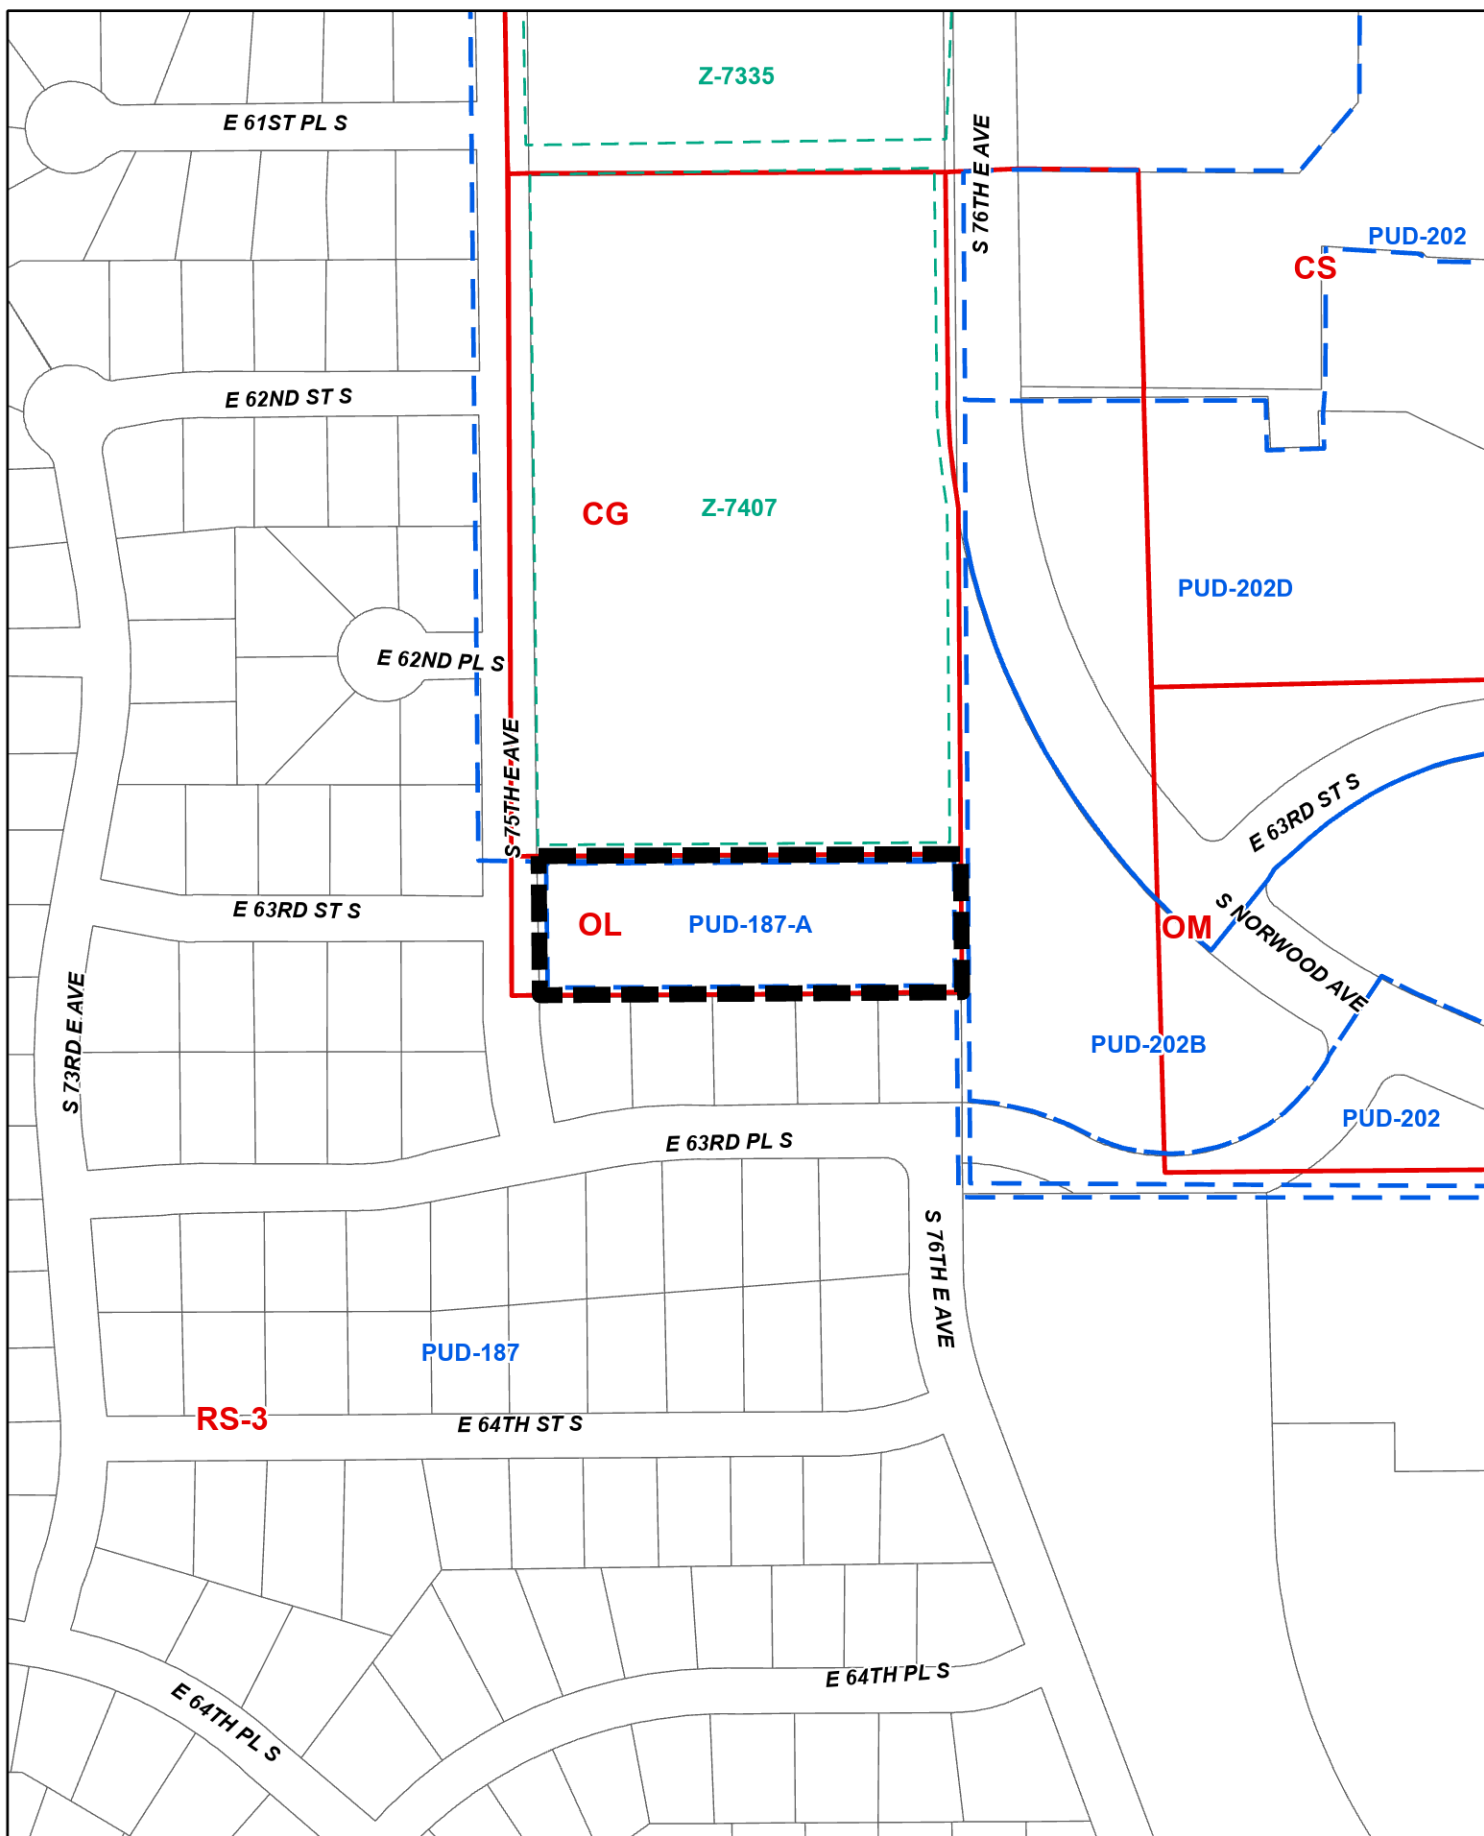 Z-7335
E 61ST PL S
S 76TH E AVE
PUD-202
CS
E 62ND ST S
CG
Z-7407
PUD-202D
E 62ND PL S
S 75TH E AVE
E 63RD ST S
E 63RD ST S
OL
PUD-187-A
OM
S NORWOOD AVE
S 73RD E AVE
PUD-202B
PUD-202
E 63RD PL S
S 76TH E AVE
PUD-187
RS-3
E 64TH ST S
E 64TH PL S
E 64TH PL S